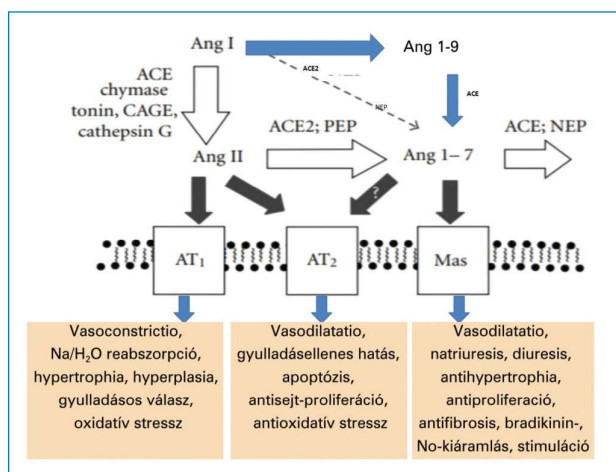 Ang I
Ang 1-9
ACE2
ACE
chymase
tonin, CAGE,
cathepsin G
NEP
ACE
ACE2; PEP
ACE; NEP
Ang II
Ang 1– 7
?
AT1
AT2
Mas
Vasoconstrictio,
Na/H2O reabszorpció,
hypertrophia, hyperplasia,
gyulladásos válasz,
oxidatív stressz
Vasodilatatio,
gyulladásellenes hatás,
apoptózis,
antisejt-proliferáció,
antioxidatív stressz
Vasodilatatio,
natriuresis, diuresis,
antihypertrophia,
antiproliferació,
antifibrosis, bradikinin-,
No-kiáramlás, stimuláció